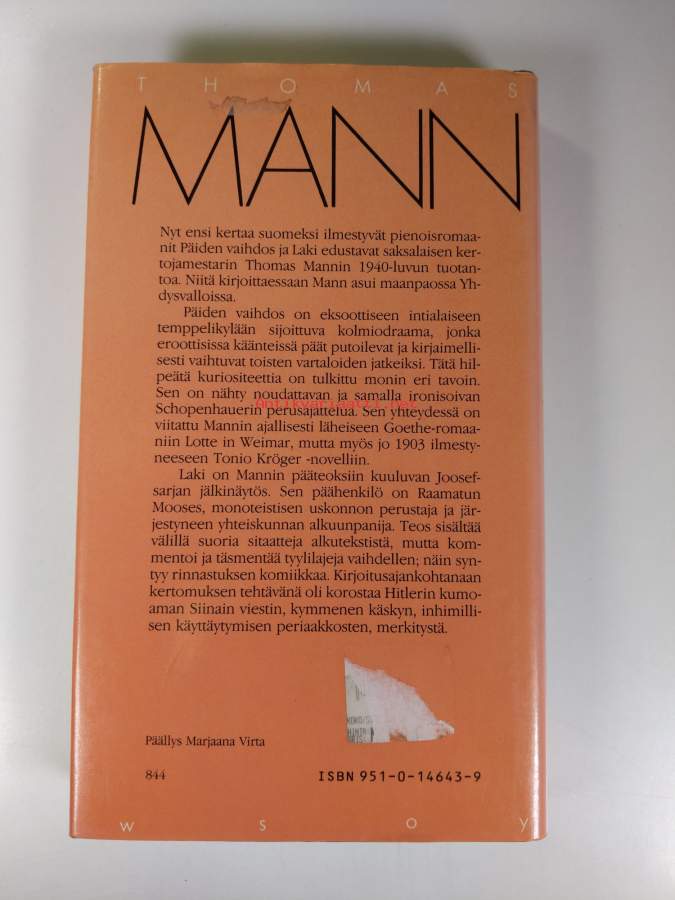 THOMAS
MANN
Nyt ensi kertaa suomeksi ilmestyvät pienoisromaa-
nit Päiden vaihdos ja Laki edustavat saksalaisen ker-
tojamestarin Thomas Mannin 1940-luvun tuotan-
toa. Niitä kirjoittaessaan Mann asui maanpaossa Yh-
dysvalloissa.
Päiden vaihdos on eksoottiseen intialaiseen
temppelikylään sijoittuva kolmiodraama, jonka
eroottisissa käänteissä päät putoilevat ja kirjaimelli-
sesti vaihtuvat toisten vartaloiden jatkeiksi. Tätä hil-
peätä kuriositeettia on tulkittu monin eri tavoin.
Sen on nähty noudattavan ja samalla ironisoivan
Schopenhauerin perusajattelua. Sen yhteydessä on
viitattu Mannin ajallisesti läheiseen Goethe-romaa-
niin Lotte in Weimar, mutta myös jo 1903 ilmesty-
neeseen Tonio Kröger -novelliin.
Laki on Mannin pääteoksiin kuuluvan Joosef-
sarjan jälkinäytös. Sen päähenkilö on Raamatun
Mooses, monoteistisen uskonnon perustaja ja jär-
jestyneen yhteiskunnan alkuunpanija. Teos sisältää
välillä suoria sitaatteja alkutekstistä, mutta kom-
mentoi ja täsmentää tyylilajeja vaihdellen; näin syn-
tyy rinnastuksen komiikkaa. Kirjoitusajankohtanaan
kertomuksen tehtävänä oli korostaa Hitlerin kumo-
aman Siinain viestin, kymmenen käskyn, inhimilli-
sen käyttäytymisen periaakkosten, merkitystä.
Päällys Marjaana Virta
844
ISBN 951-0-14643-9
WSOY